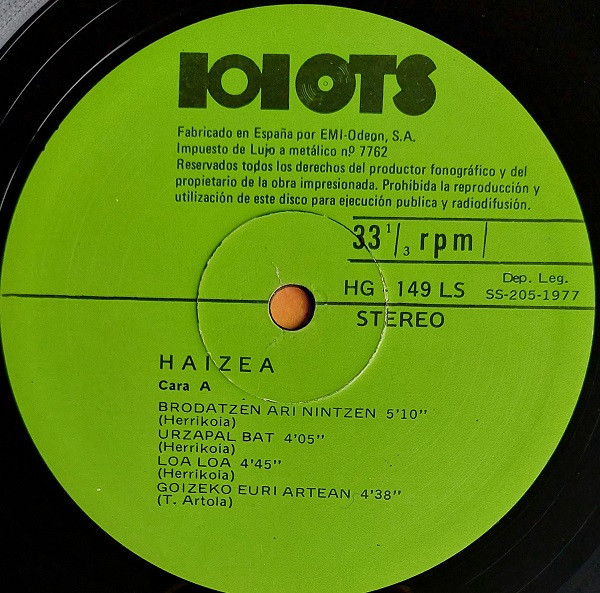 IOIOTS
Fabricado en España por EMI-Odeon, S.A.
Impuesto de Lujo a metálico nº 7762
Reservados todos los derechos del productor fonográfico y del
propietario de la obra impresionada. Prohibida la reproducción y
utilización de este disco para ejecución publica y radiodifusión.
33 1/3 rpm
HG - 149 LS
Dep. Leg.
SS-205-1977
STEREO
HAIZEA
Cara A
BRODATZEN ARI NINTZEN 5'10"
(Herrikoia)
URZAPAL BAT 4'05"
(Herrikoia)
LOA LOA 4'45"
(Herrikoia)
GOIZEKO EURI ARTEAN 4'38"
(T. Artola)